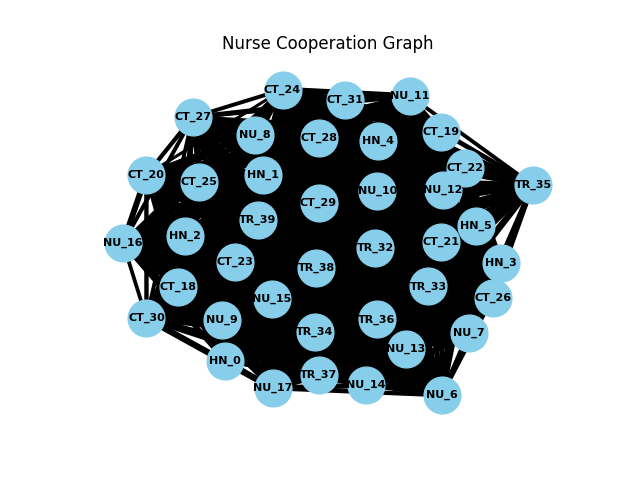 Nurse Cooperation Graph
CT_24
CT_31
NU_11
CT_27
NU_8
CT_28
HN_4
CT_19
CT_20
CT_25
HN_1
CT_22
NU_10
NU_12
TR_35
CT_29
TR_39
HN_5
NU_16
HN_2
TR_32
CT_21
CT_23
TR_38
HN_3
CT_18
NU_15
TR_33
CT_26
CT_30
NU_9
TR_34
TR_36
NU_7
HN_0
NU_13
NU_17
TR_37
NU_14
NU_6